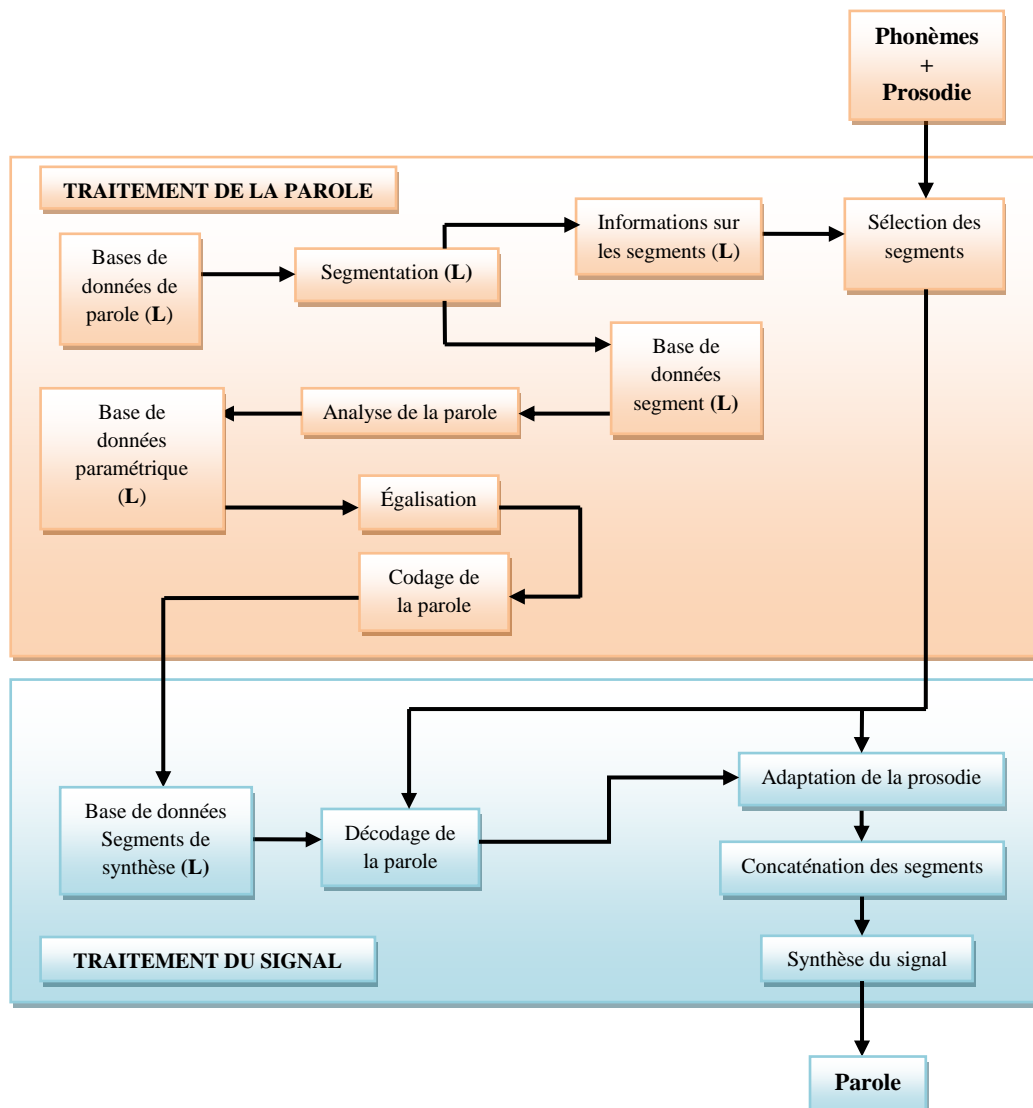 Phonèmes
+
Prosodie
TRAITEMENT DE LA PAROLE
Bases de
données de
parole (L)
Segmentation (L)
Informations sur
les segments (L)
Sélection des
segments
Base de
données
segment (L)
Analyse de la parole
Base de
données
paramétrique
(L)
Égalisation
Codage de
la parole
Base de données
Segments de
synthèse (L)
Décodage de
la parole
Adaptation de la prosodie
Concaténation des segments
Synthèse du signal
TRAITEMENT DU SIGNAL
Parole